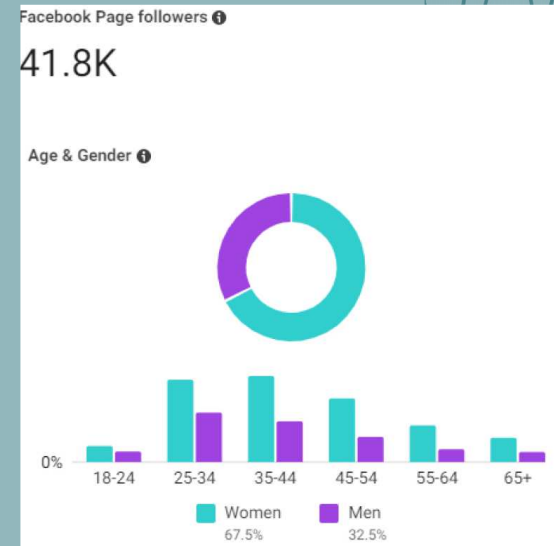 Facebook Page followers
41.8K
Age & Gender
0%
18-24 25-34 35-44 45-54 55-64 65+
Women Men
67.5% 32.5%